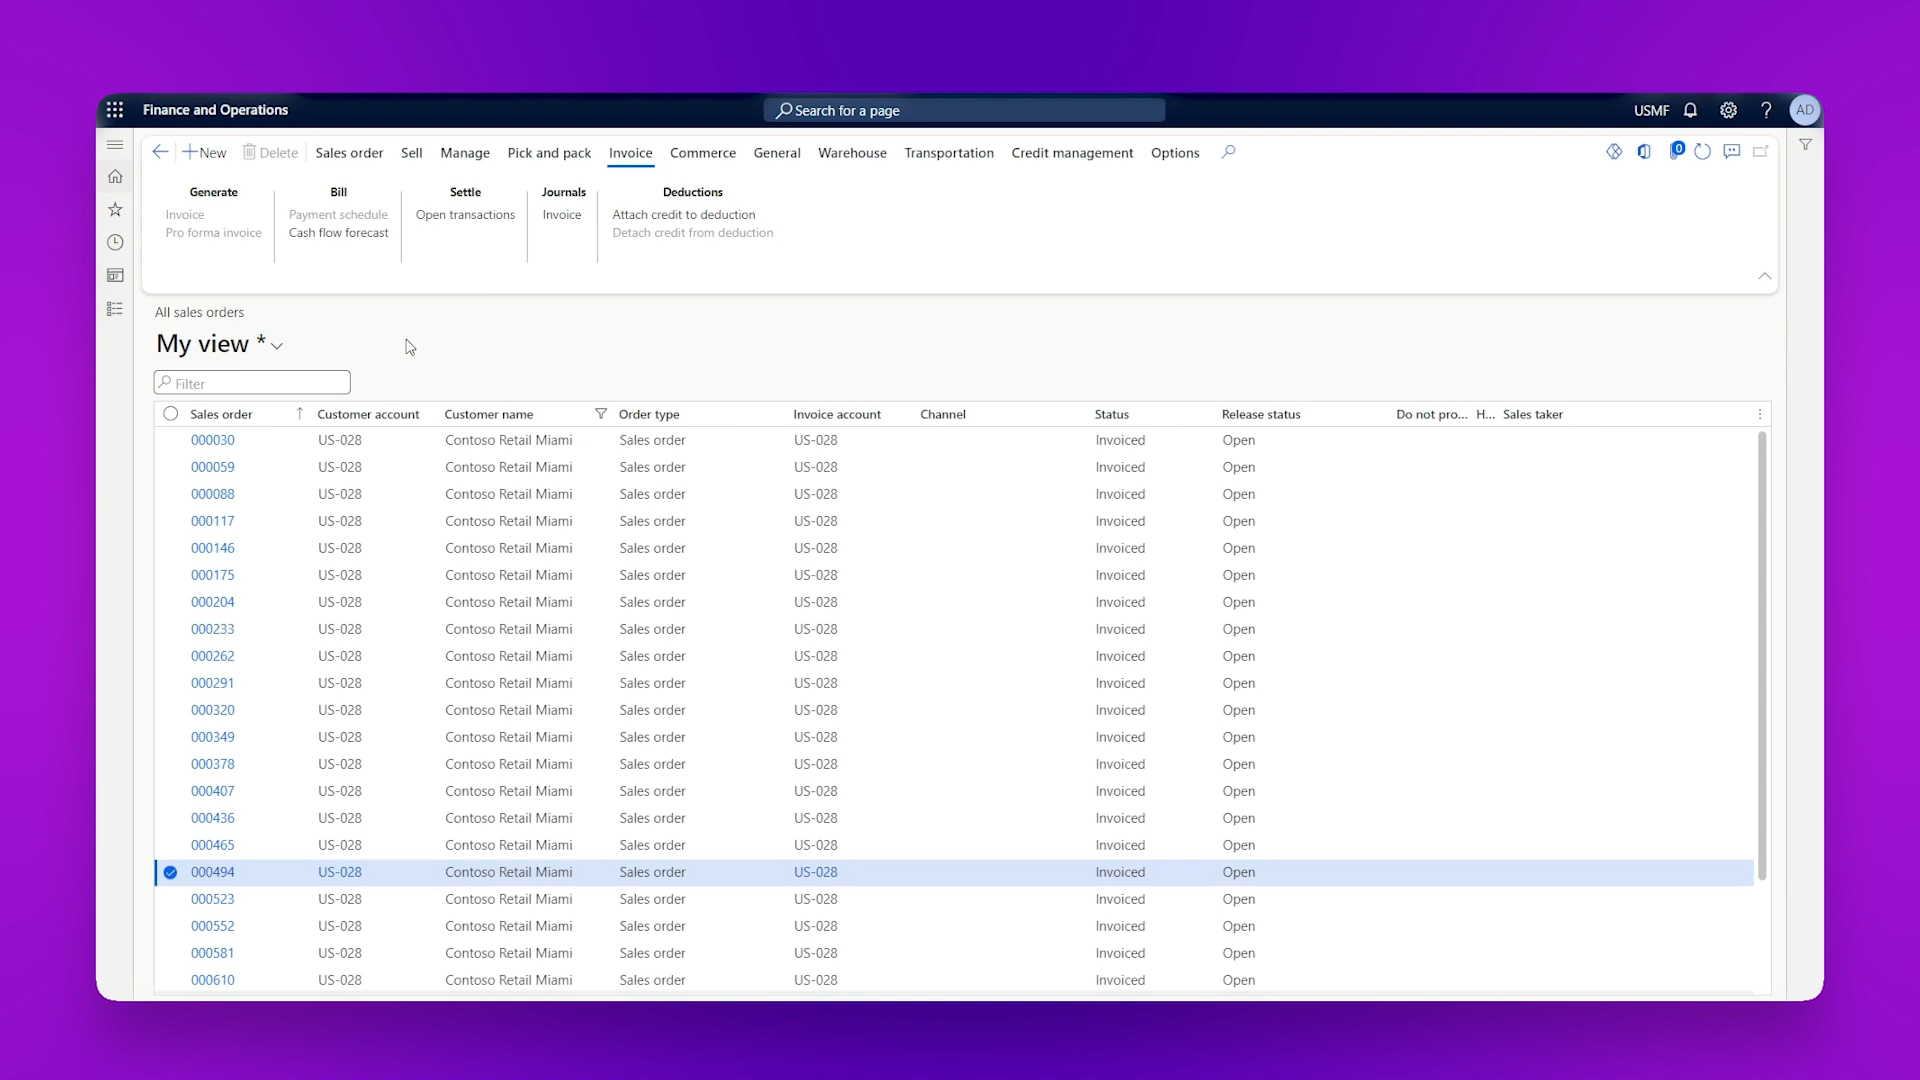 Finance and Operations
Search for a page
USMF
AD
New
Delete
Sales order
Sell
Manage
Pick and pack
Invoice
Commerce
General
Warehouse
Transportation
Credit management
Options
0
Generate
Invoice
Pro forma invoice
Bill
Payment schedule
Cash flow forecast
Settle
Open transactions
Journals
Invoice
Deductions
Attach credit to deduction
Detach credit from deduction
All sales orders
My view *
Filter
Sales order Customer account Customer name Order type Invoice account Channel Status Release status Do not pro... H... Sales taker
000030 US-028 Contoso Retail Miami Sales order US-028 Invoiced Open
000059 US-028 Contoso Retail Miami Sales order US-028 Invoiced Open
000088 US-028 Contoso Retail Miami Sales order US-028 Invoiced Open
000117 US-028 Contoso Retail Miami Sales order US-028 Invoiced Open
000146 US-028 Contoso Retail Miami Sales order US-028 Invoiced Open
000175 US-028 Contoso Retail Miami Sales order US-028 Invoiced Open
000204 US-028 Contoso Retail Miami Sales order US-028 Invoiced Open
000233 US-028 Contoso Retail Miami Sales order US-028 Invoiced Open
000262 US-028 Contoso Retail Miami Sales order US-028 Invoiced Open
000291 US-028 Contoso Retail Miami Sales order US-028 Invoiced Open
000320 US-028 Contoso Retail Miami Sales order US-028 Invoiced Open
000349 US-028 Contoso Retail Miami Sales order US-028 Invoiced Open
000378 US-028 Contoso Retail Miami Sales order US-028 Invoiced Open
000407 US-028 Contoso Retail Miami Sales order US-028 Invoiced Open
000436 US-028 Contoso Retail Miami Sales order US-028 Invoiced Open
000465 US-028 Contoso Retail Miami Sales order US-028 Invoiced Open
000494 US-028 Contoso Retail Miami Sales order US-028 Invoiced Open
000523 US-028 Contoso Retail Miami Sales order US-028 Invoiced Open
000552 US-028 Contoso Retail Miami Sales order US-028 Invoiced Open
000581 US-028 Contoso Retail Miami Sales order US-028 Invoiced Open
000610 US-028 Contoso Retail Miami Sales order US-028 Invoiced Open